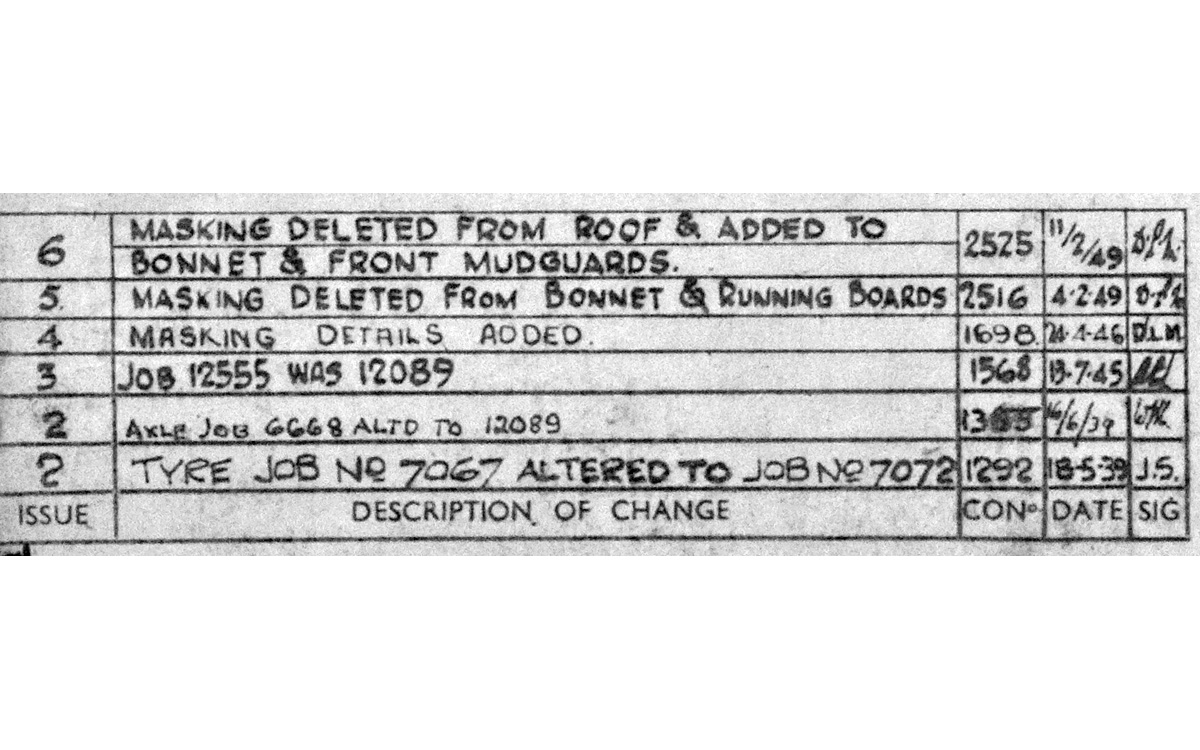 6 MASKING DELETED FROM ROOF & ADDED TO 2525 11/2/49
BONNET & FRONT MUDGUARDS.
5. MASKING DELETED FROM BONNET & RUNNING BOARDS 2516 4·2·49
4 MASKING DETAILS ADDED. 1698 24·4·46 D.L.M
3 JOB 12555 WAS 12089 1568 13·7·45
2 AXLE JOB 6668 ALTD TO 12089 16/6/39
2 TYRE JOB Nº 7067 ALTERED TO JOB Nº 7072 1292 18·5·39 J.S.
ISSUE DESCRIPTION OF CHANGE CONº DATE SIG